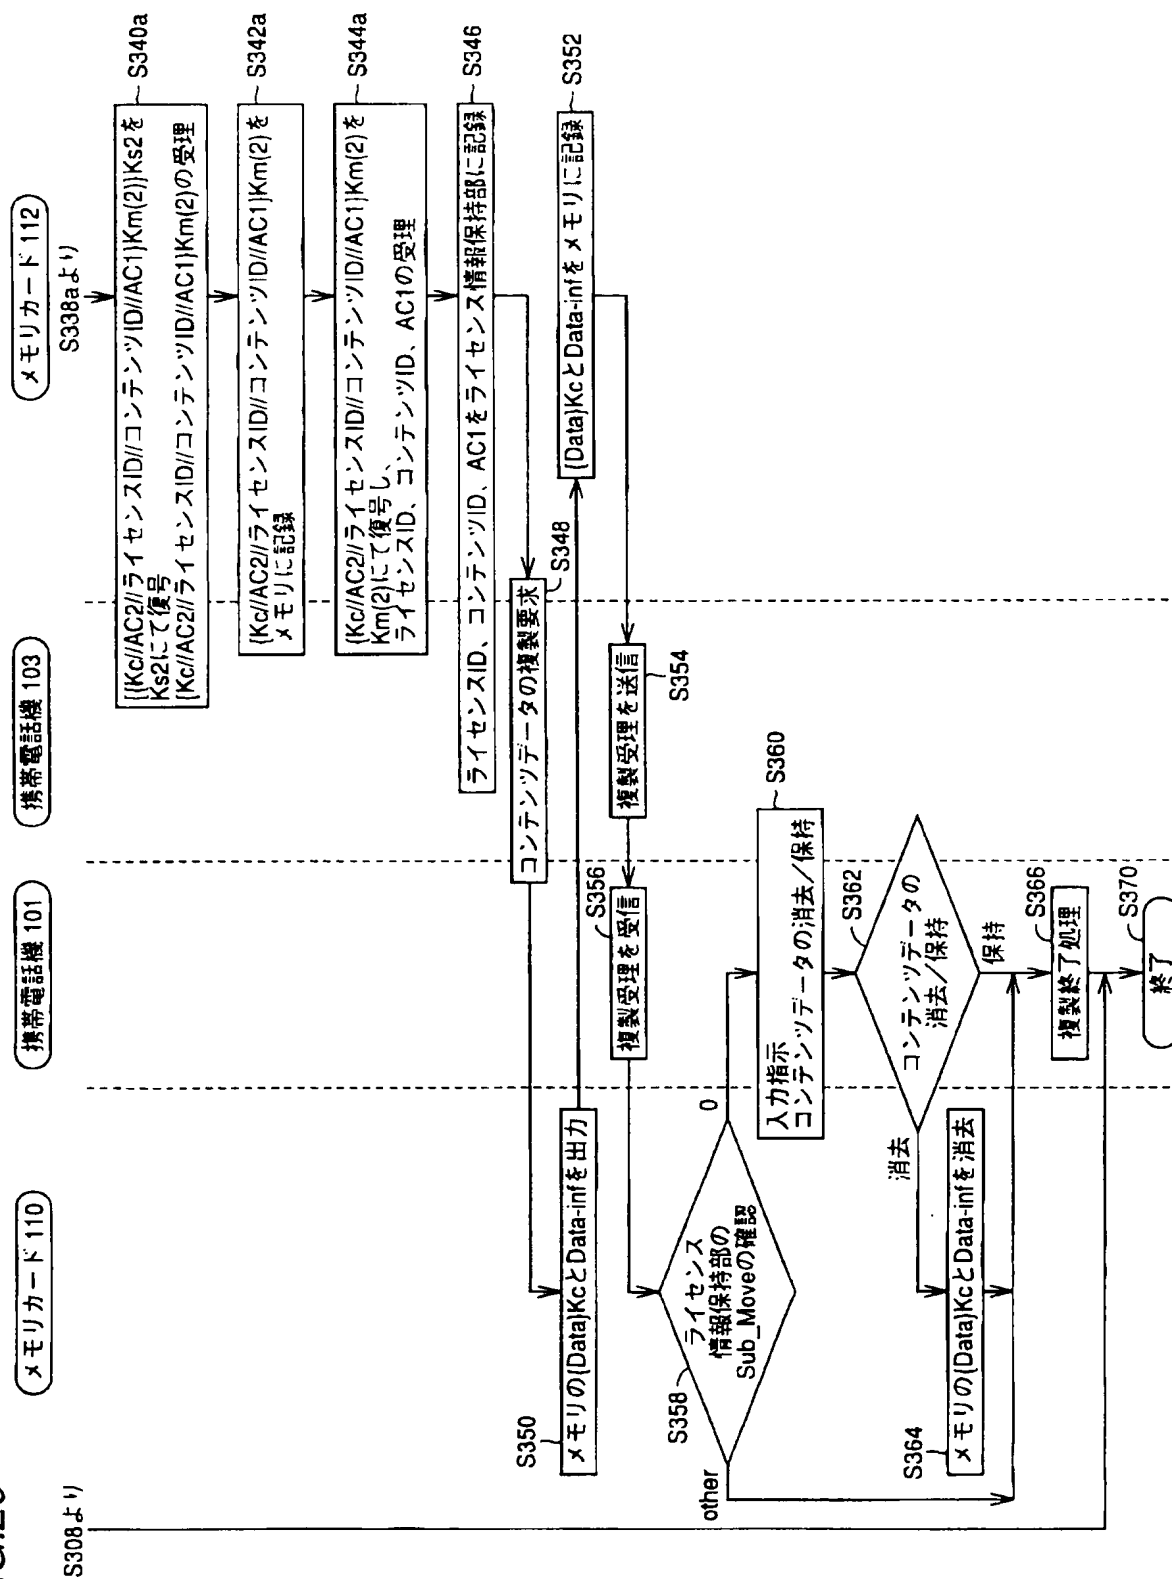 メモリカード 110
携帯電話機 101
携帯電話機 103
メモリカード 112
S308より
S338aより
{{Kc//AC2//ライセンスID//コンテンツID//AC1}Km(2)}Ks2を
Ks2にて復号
{Kc//AC2//ライセンスID//コンテンツID//AC1}Km(2)の受理
S340a
{Kc//AC2//ライセンスID//コンテンツID//AC1}Km(2)を
メモリに記録
S342a
{Kc//AC2//ライセンスID//コンテンツID//AC1}Km(2)を
Km(2)にて復号し、
ライセンスID、コンテンツID、AC1の受理
S344a
ライセンスID、コンテンツID、AC1をライセンス情報保持部に記録
S346
コンテンツデータの複製要求
S348
S350
メモリの{Data}KcとData-infを出力
{Data}KcとData-infをメモリに記録
S352
複製受理を送信
S354
複製受理を受信
S356
S358
ライセンス
情報保持部の
Sub_Moveの確認
0
other
入力指示
コンテンツデータの消去/保持
S360
コンテンツデータの
消去/保持
S362
消去
保持
S364
メモリの{Data}KcとData-infを消去
複製終了処理
S366
終了
S370